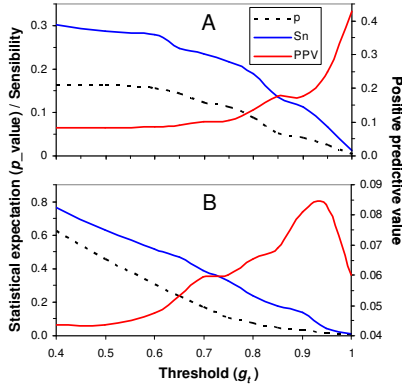 A
p
Sn
PPV
0.3
0.2
0.1
0
0.4
0.3
0.2
0.1
0.0
B
0.8
0.6
0.4
0.2
0.0
0.09
0.08
0.07
0.06
0.05
0.04
0.4 0.5 0.6 0.7 0.8 0.9 1
Threshold (gt)
Statistical expectation (p_value) / Sensibility
Positive predictive value